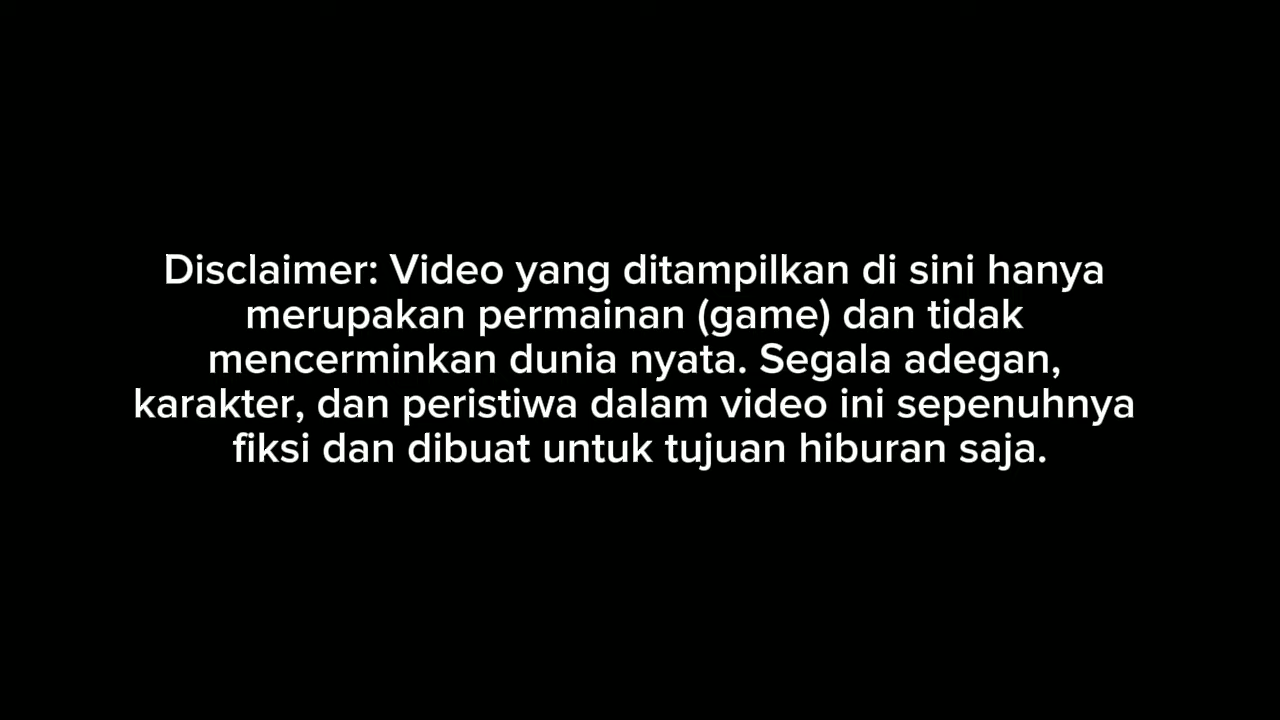 Disclaimer: Video yang ditampilkan di sini hanya
merupakan permainan (game) dan tidak
mencerminkan dunia nyata. Segala adegan,
karakter, dan peristiwa dalam video ini sepenuhnya
fiksi dan dibuat untuk tujuan hiburan saja.